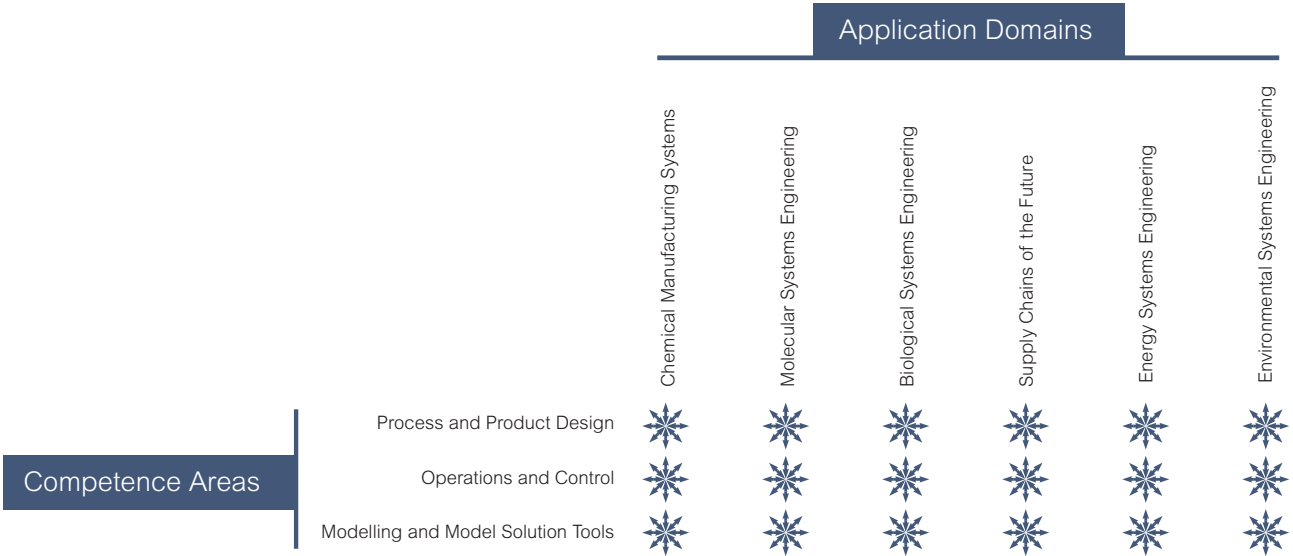 Application Domains
Chemical Manufacturing Systems
Molecular Systems Engineering
Biological Systems Engineering
Supply Chains of the Future
Energy Systems Engineering
Environmental Systems Engineering
Competence Areas
Process and Product Design
Operations and Control
Modelling and Model Solution Tools